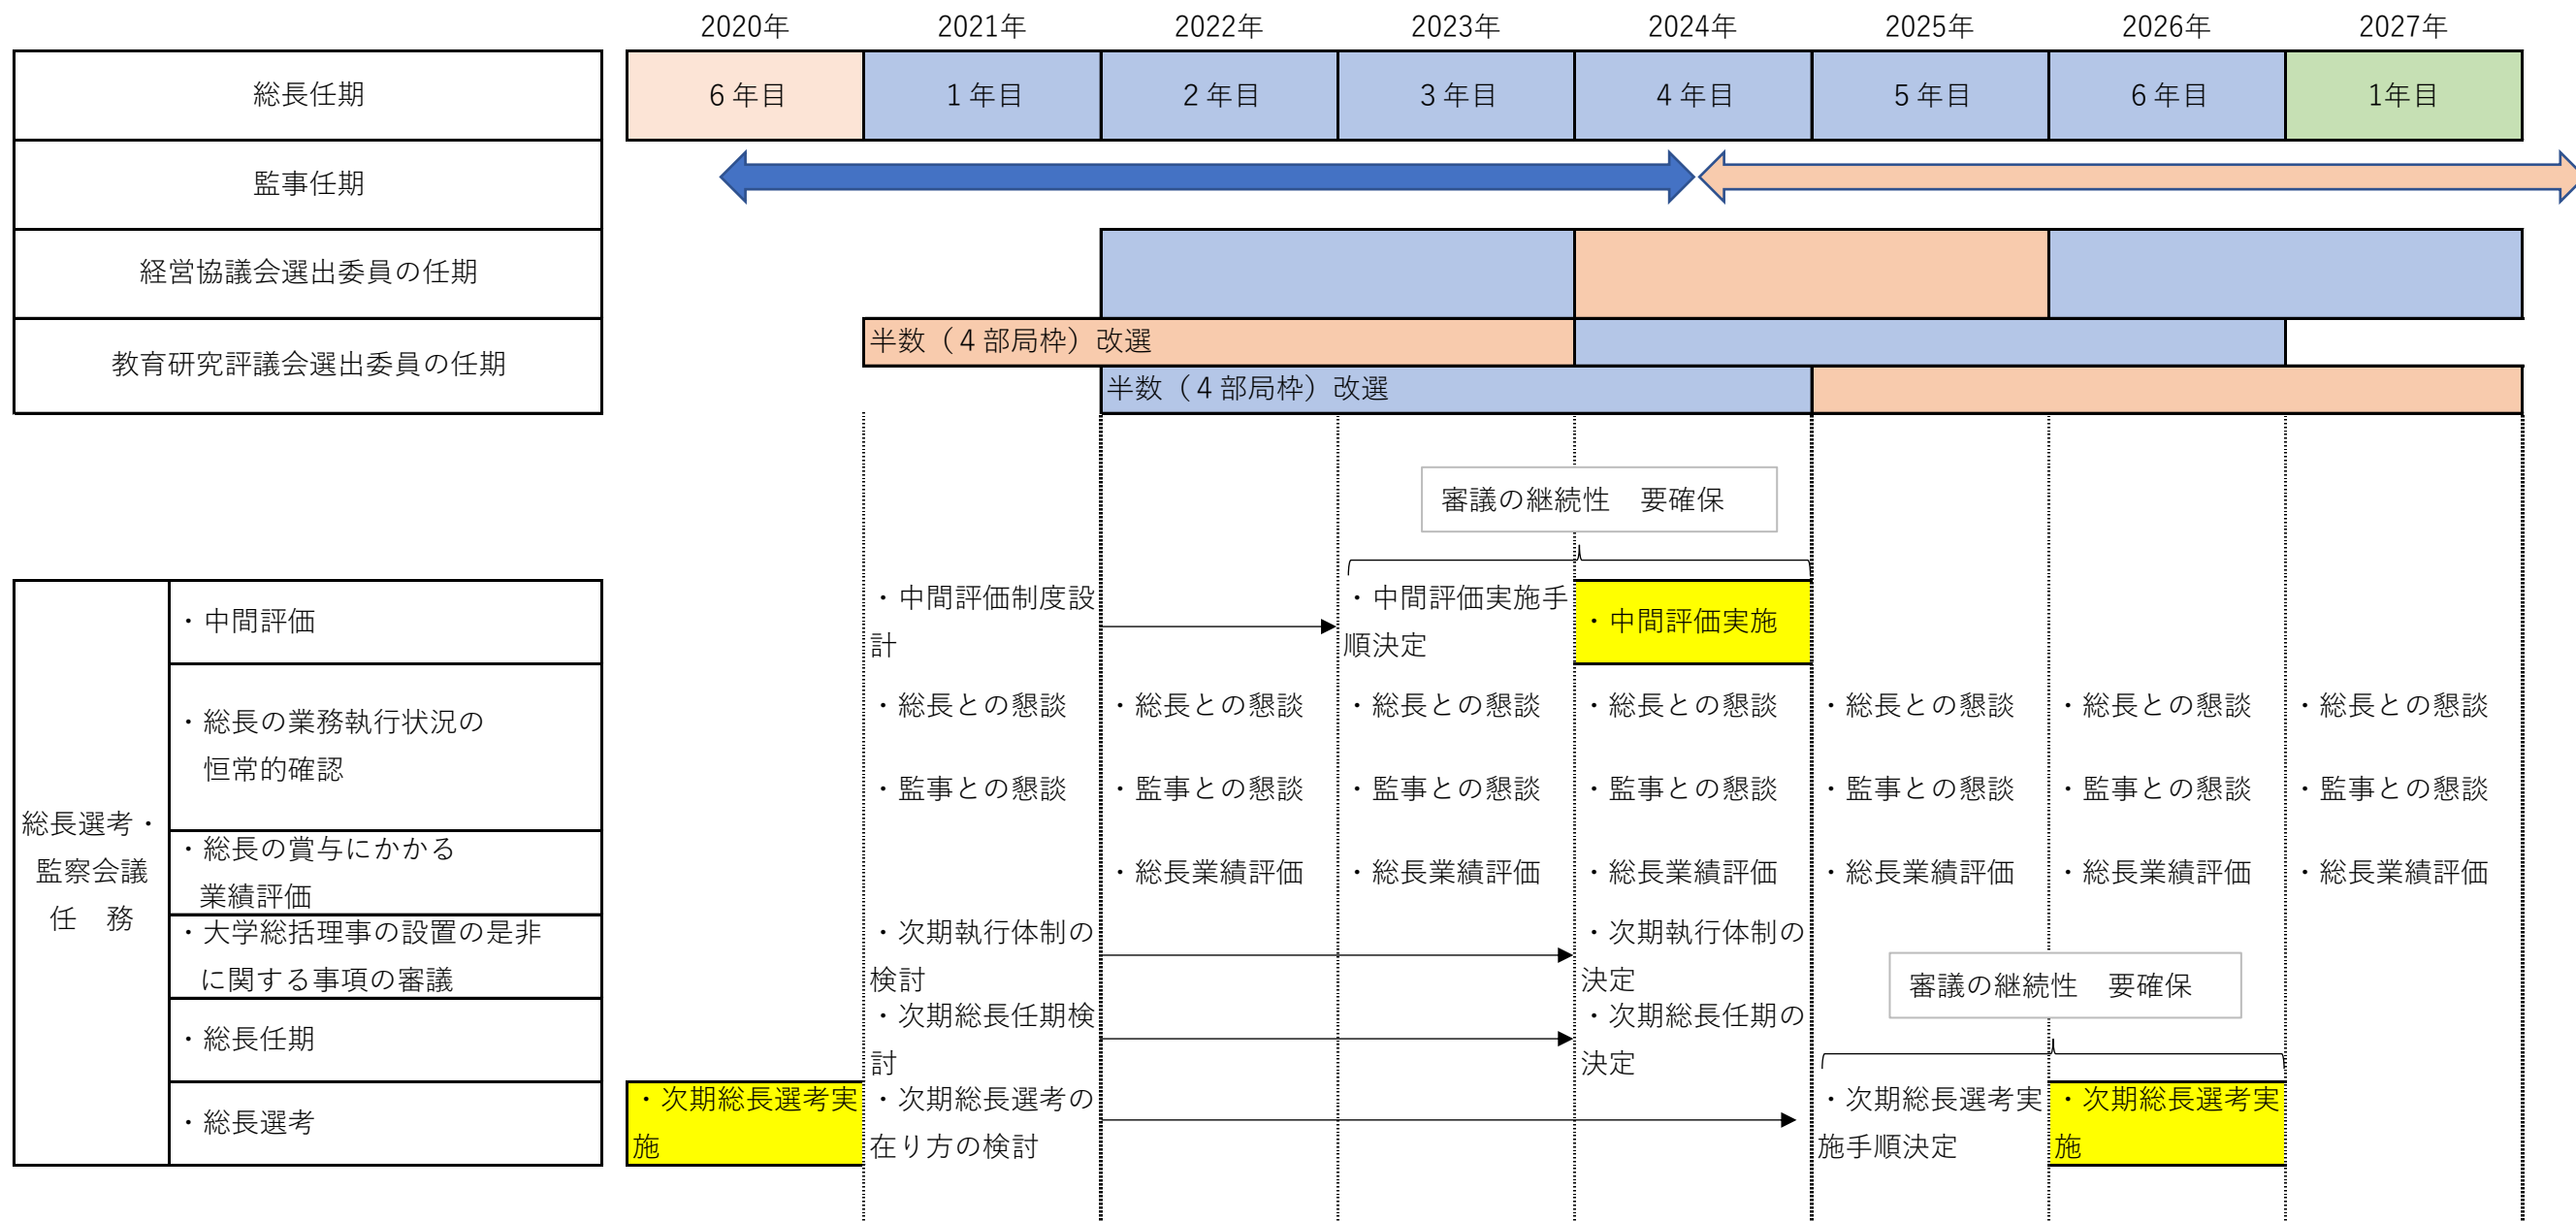 2020年 2021年 2022年 2023年 2024年 2025年 2026年 2027年
総長任期 6年目 1年目 2年目 3年目 4年目 5年目 6年目 1年目
監事任期
経営協議会選出委員の任期
教育研究評議会選出委員の任期
半数（4部局枠）改選
半数（4部局枠）改選
審議の継続性　要確保
総長選考・
監察会議
任　務
・中間評価
・中間評価制度設
計
・中間評価実施手
順決定
・中間評価実施
・総長の業務執行状況の
恒常的確認
・総長との懇談 ・総長との懇談 ・総長との懇談 ・総長との懇談 ・総長との懇談 ・総長との懇談 ・総長との懇談
・監事との懇談 ・監事との懇談 ・監事との懇談 ・監事との懇談 ・監事との懇談 ・監事との懇談 ・監事との懇談
・総長の賞与にかかる
業績評価
・総長業績評価 ・総長業績評価 ・総長業績評価 ・総長業績評価 ・総長業績評価 ・総長業績評価
・大学総括理事の設置の是非
に関する事項の審議
・次期執行体制の
検討
・次期執行体制の
決定
審議の継続性　要確保
・総長任期
・次期総長任期検
討
・次期総長任期の
決定
・総長選考
・次期総長選考実
施
・次期総長選考の
在り方の検討
・次期総長選考実
施手順決定
・次期総長選考実
施